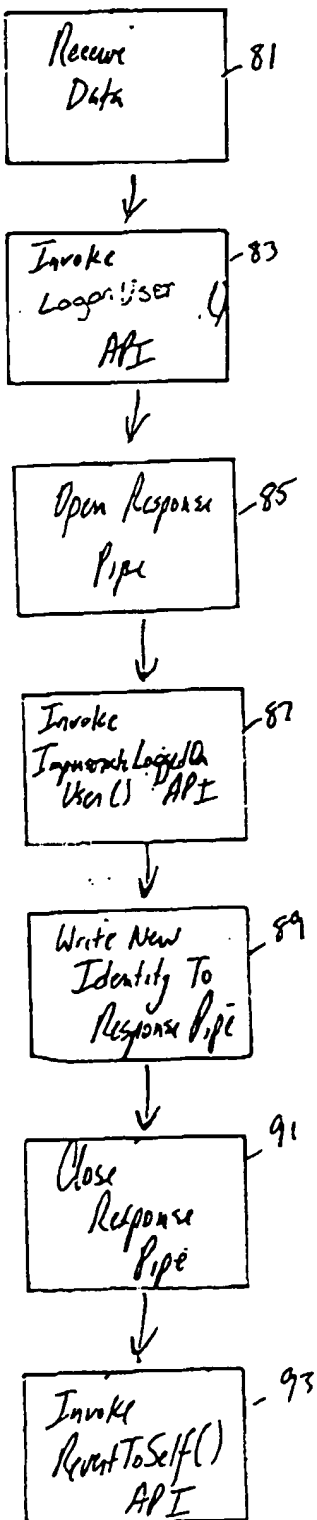 Receive
Data
81
Invoke
LogonUser ()
API
83
Open Response
Pipe
85
Invoke
ImpersonateLoggedOn
User() API
87
Write New
Identity To
Response Pipe
89
Close
Response
Pipe
91
Invoke
RevertToSelf()
API
93